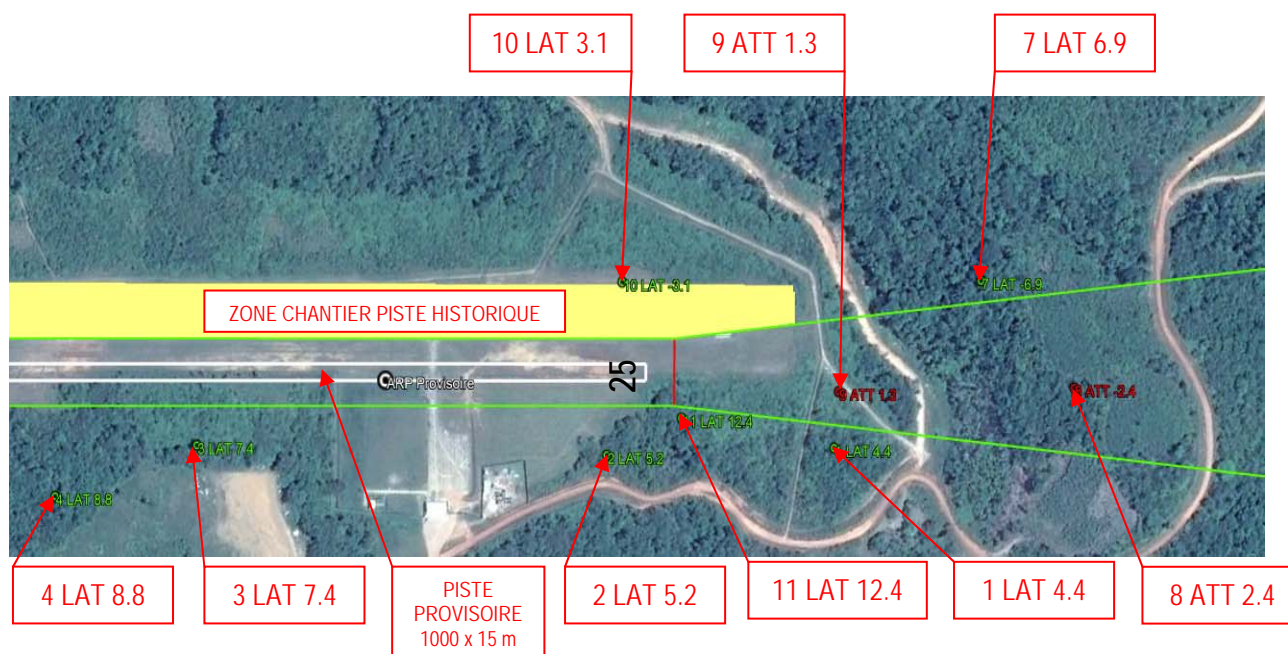 10 LAT 3.1
9 ATT 1.3
7 LAT 6.9
10 LAT -3.1
7 LAT -6.9
ZONE CHANTIER PISTE HISTORIQUE
25
ARP Provisoire
9 ATT 1.3
8 ATT -2.4
11 LAT 12.4
3 LAT 7.4
2 LAT 5.2
1 LAT 4.4
4 LAT 8.8
4 LAT 8.8
3 LAT 7.4
PISTE
PROVISOIRE
1000 x 15 m
2 LAT 5.2
11 LAT 12.4
1 LAT 4.4
8 ATT 2.4